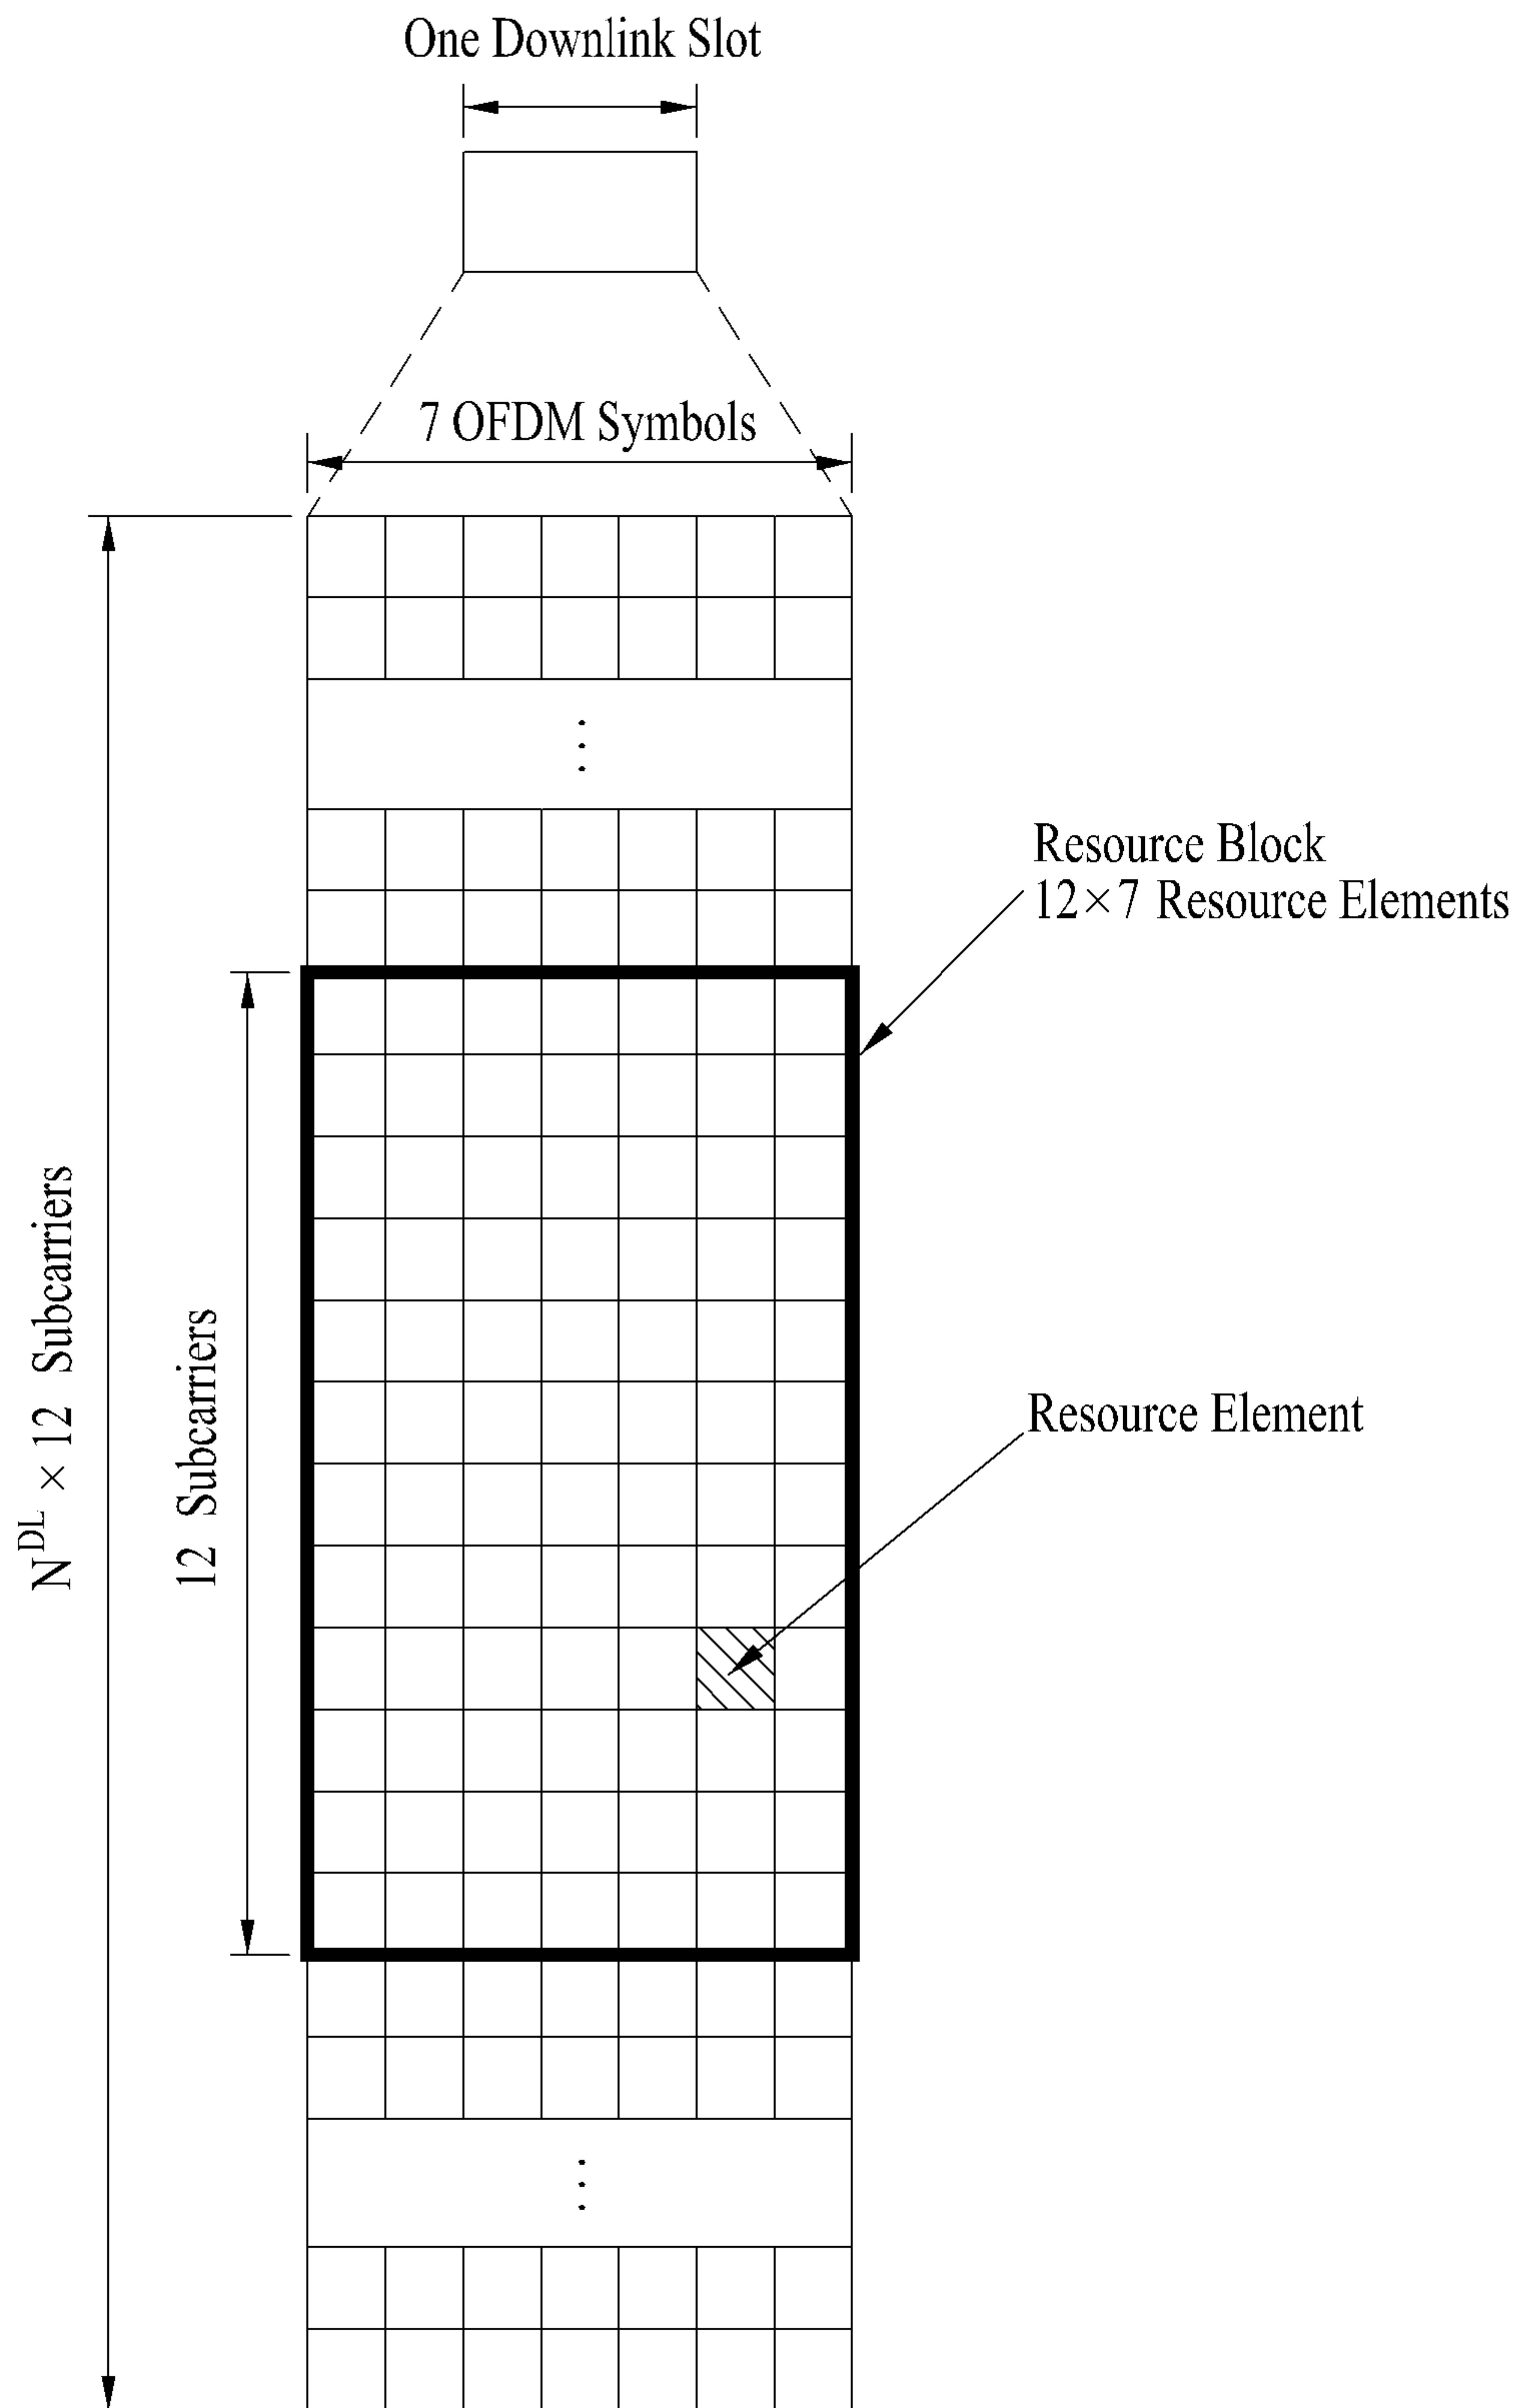 One Downlink Slot
7 OFDM Symbols
Resource Block
12×7 Resource Elements
N^DL × 12 Subcarriers
12 Subcarriers
Resource Element